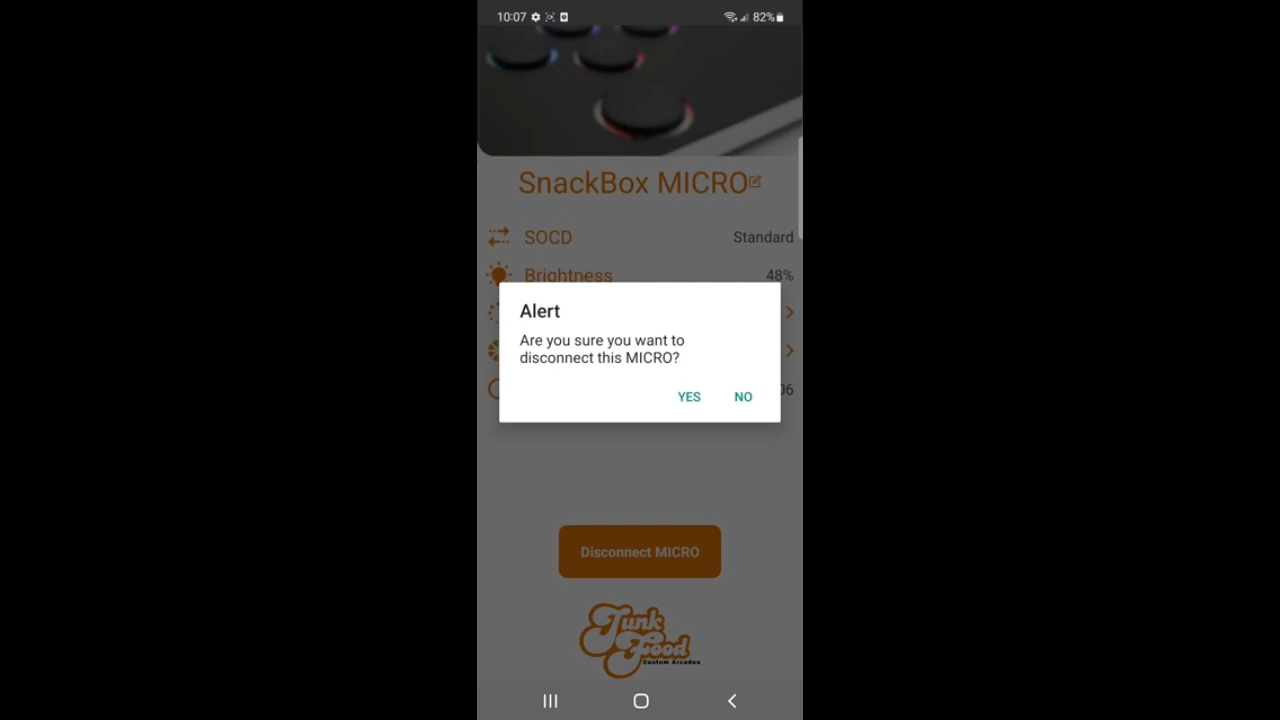 10:07
82%
SnackBox MICRO
SOCD Standard
Brightness 48%
Alert
Are you sure you want to
disconnect this MICRO?
06
YES NO
Disconnect MICRO
Junk
Food
Custom Arcades